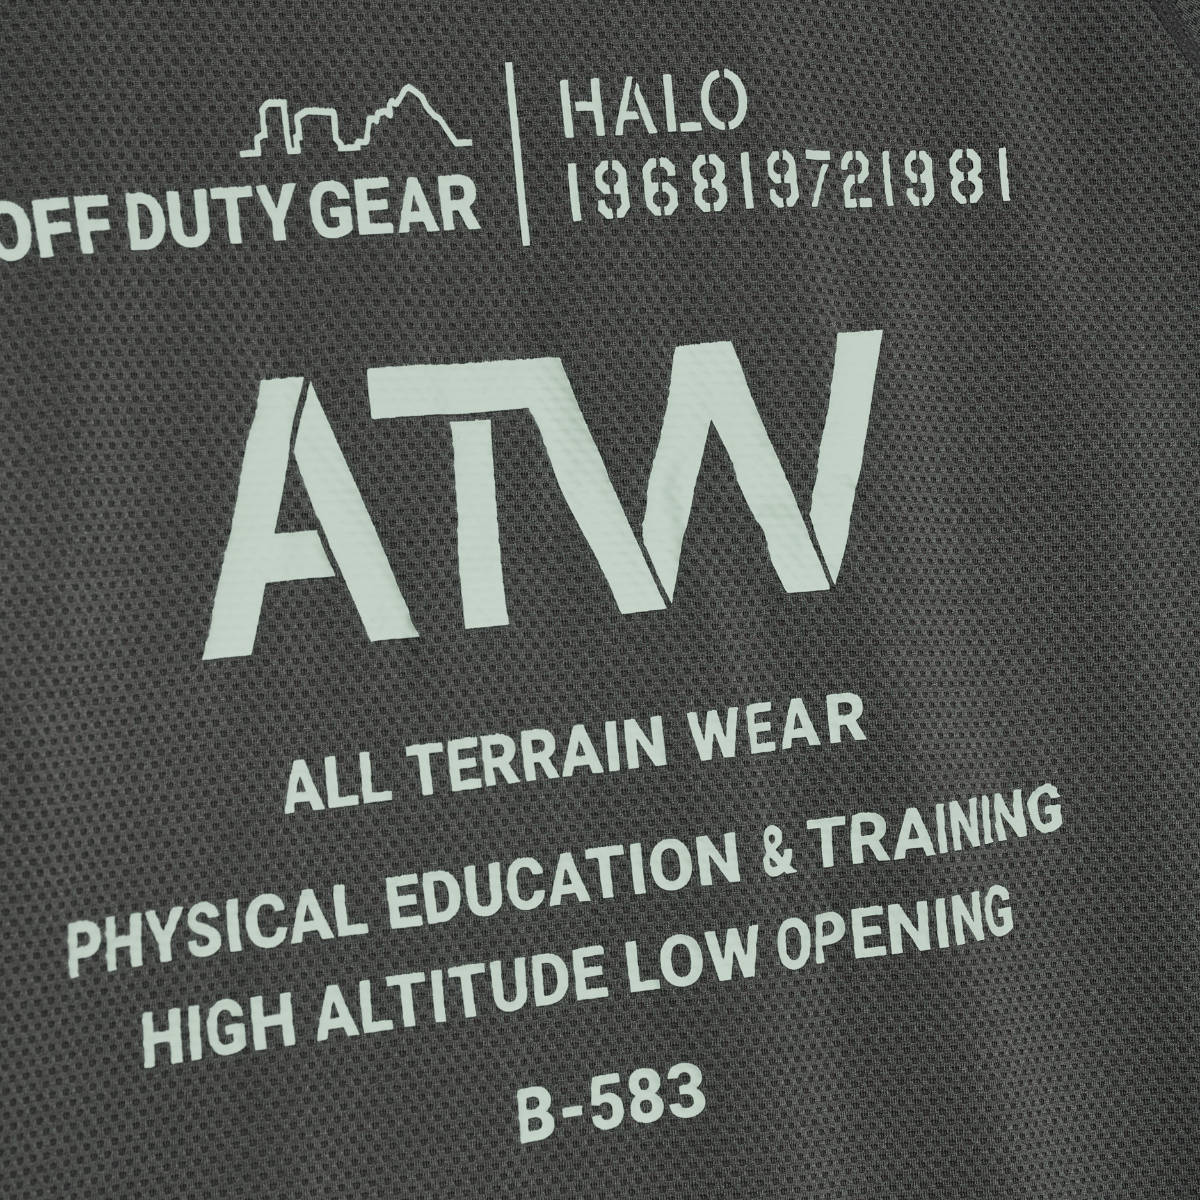 OFF DUTY GEAR
HALO
196819721981
ATW
ALL TERRAIN WEAR
PHYSICAL EDUCATION & TRAINING
HIGH ALTITUDE LOW OPENING
B-583